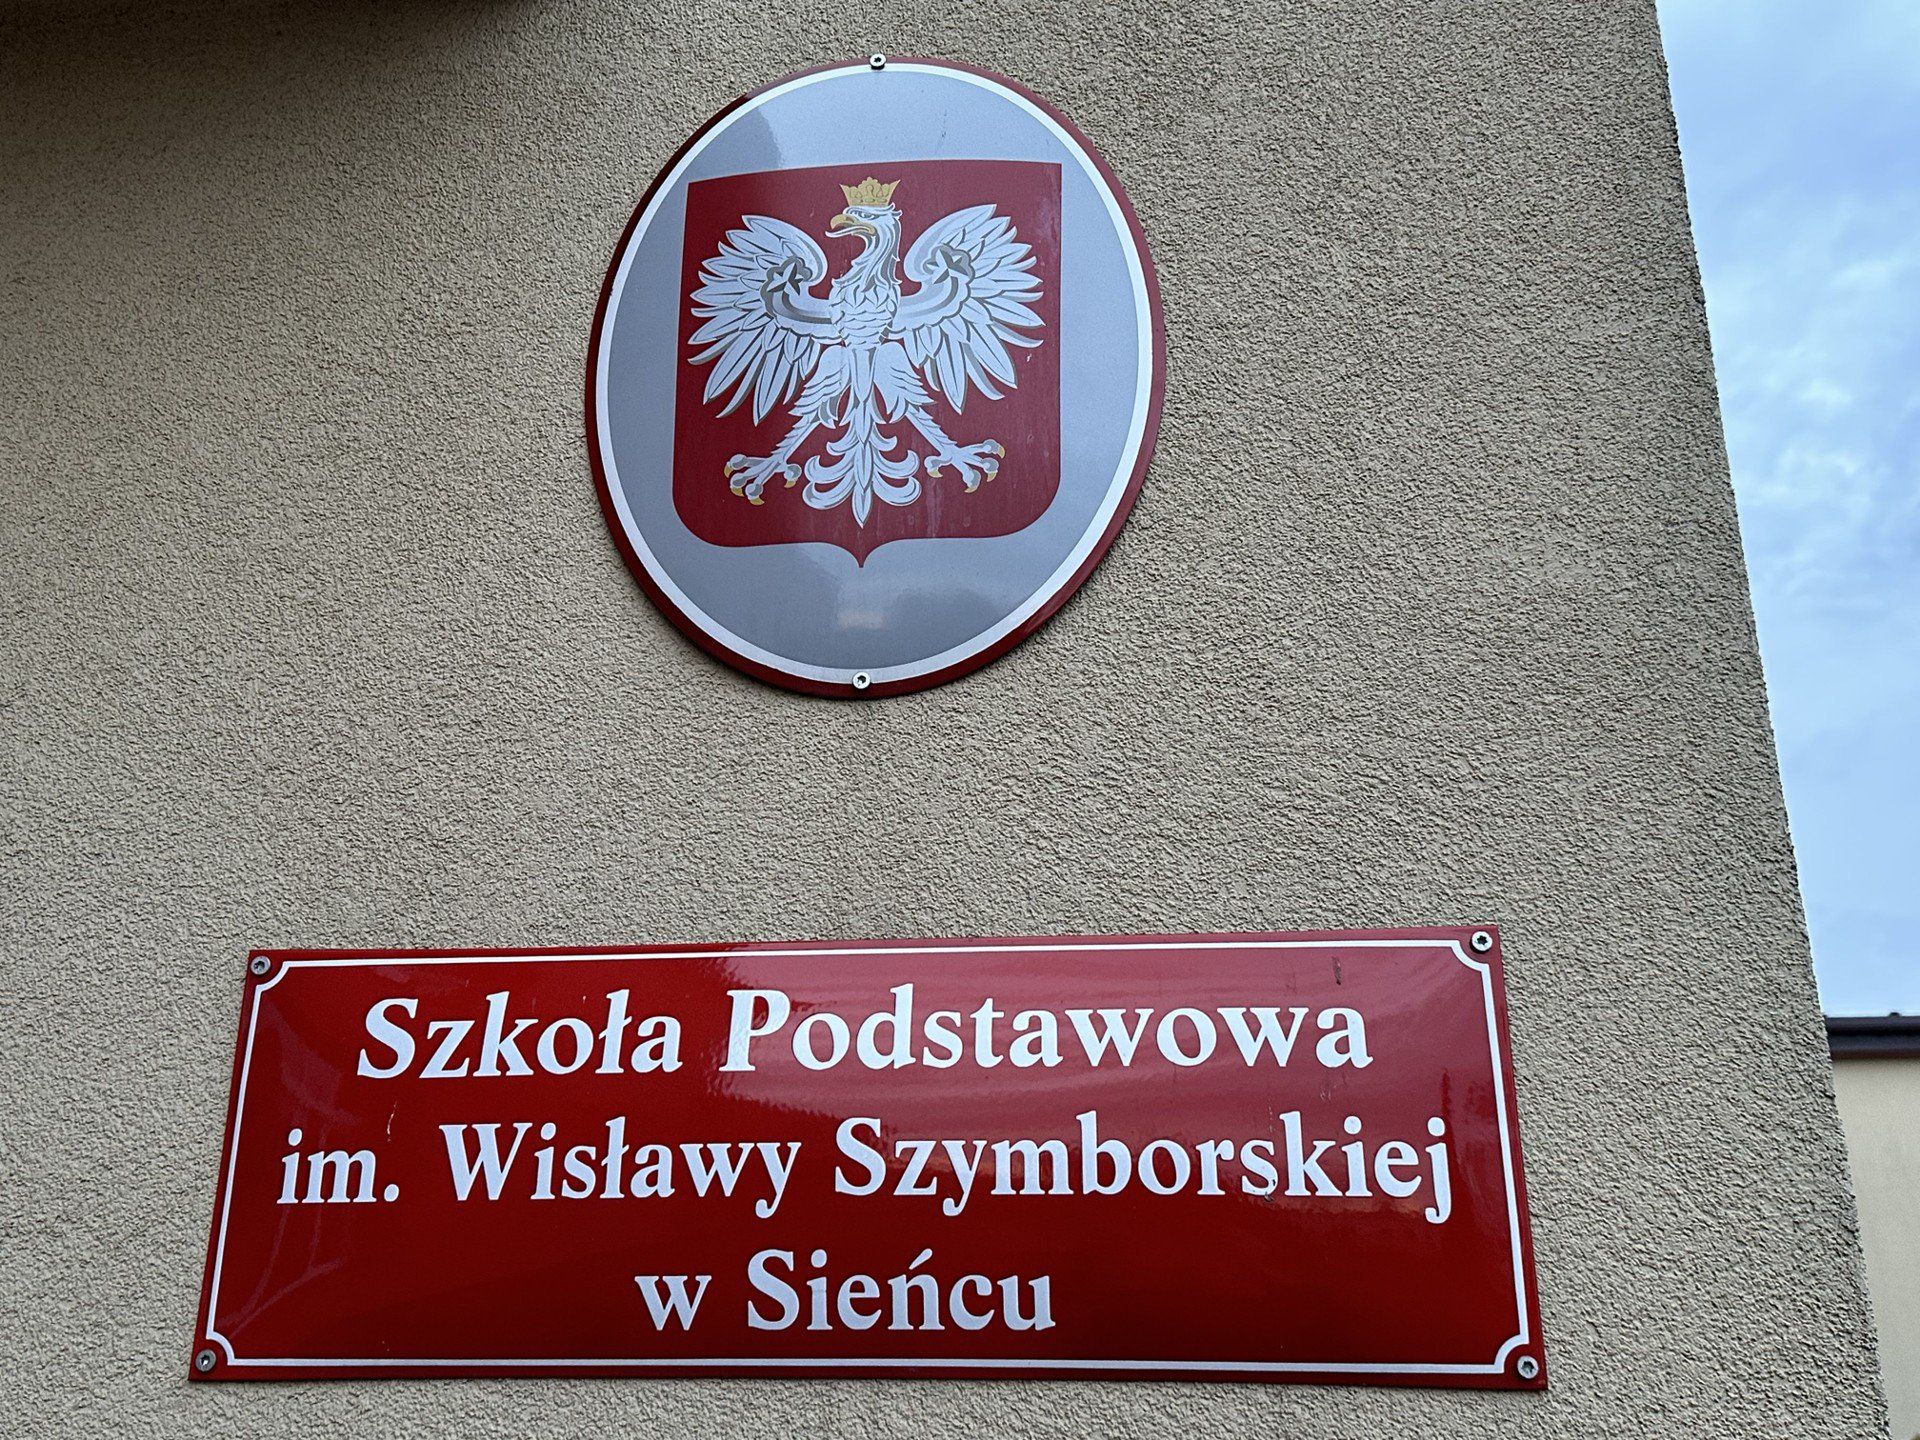 Szkoła Podstawowa
im. Wisławy Szymborskiej
w Sieńcu